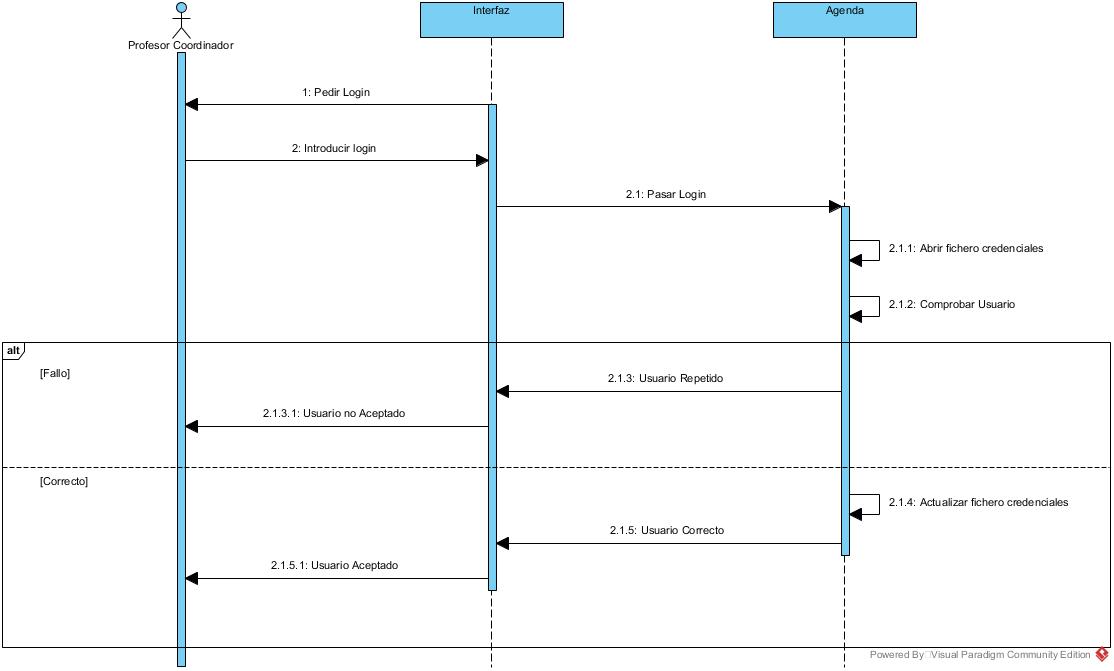 Interfaz
Agenda
Profesor Coordinador
1: Pedir Login
2: Introducir login
2.1: Pasar Login
2.1.1: Abrir fichero credenciales
2.1.2: Comprobar Usuario
alt
[Fallo]
2.1.3: Usuario Repetido
2.1.3.1: Usuario no Aceptado
[Correcto]
2.1.4: Actualizar fichero credenciales
2.1.5: Usuario Correcto
2.1.5.1: Usuario Aceptado
Powered By Visual Paradigm Community Edition